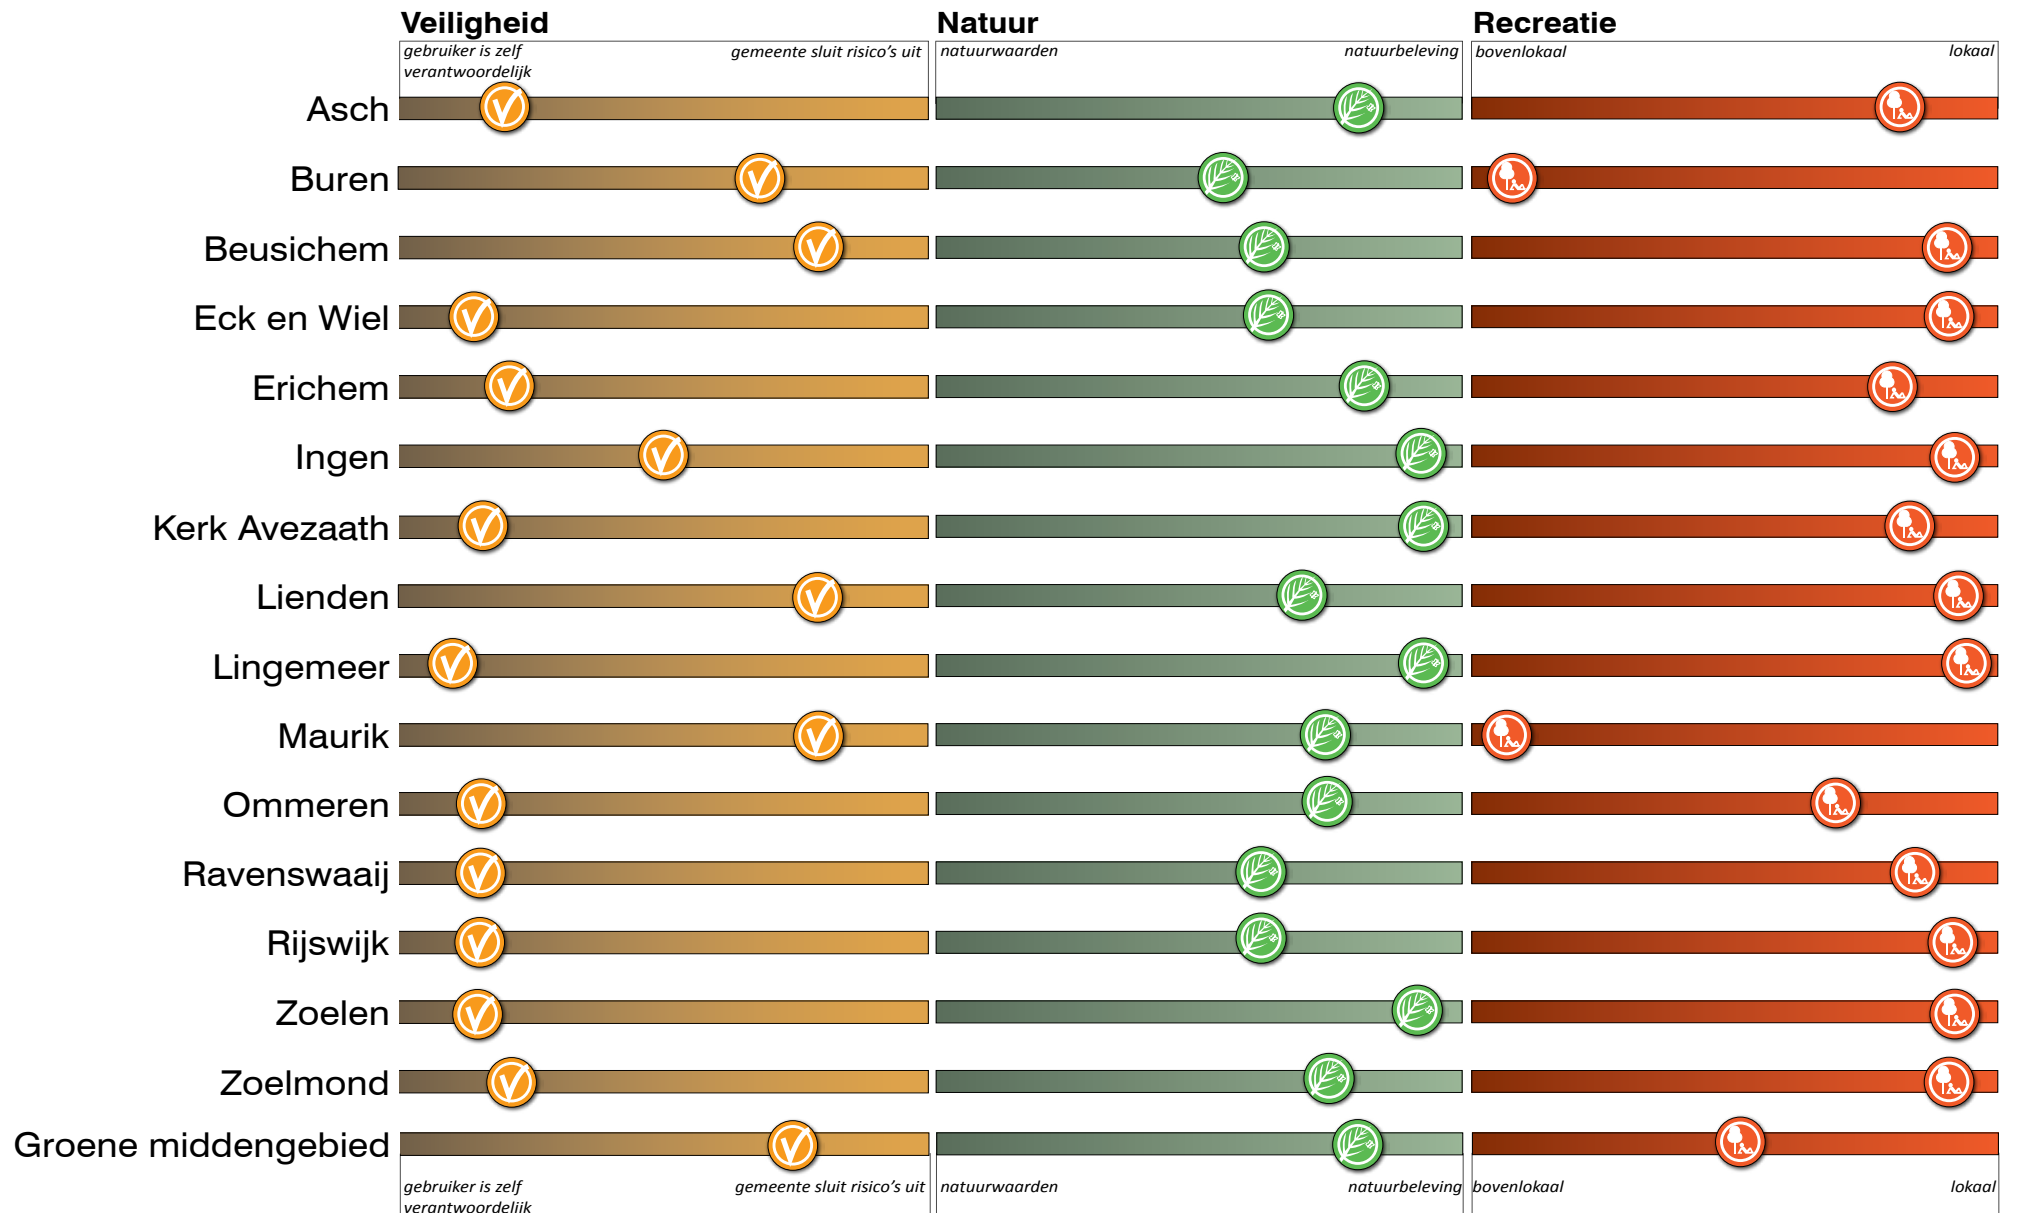 Veiligheid Natuur Recreatie
gebruiker is zelf gemeente sluit risico's uit natuurwaarden natuurbeleving bovenlokaal lokaal
verantwoordelijk
Asch
Buren
Beusichem
Eck en Wiel
Erichem
Ingen
Kerk Avezaath
Lienden
Lingemeer
Maurik
Ommeren
Ravenswaaij
Rijswijk
Zoelen
Zoelmond
Groene middengebied
gebruiker is zelf gemeente sluit risico's uit natuurwaarden natuurbeleving bovenlokaal lokaal
verantwoordelijk